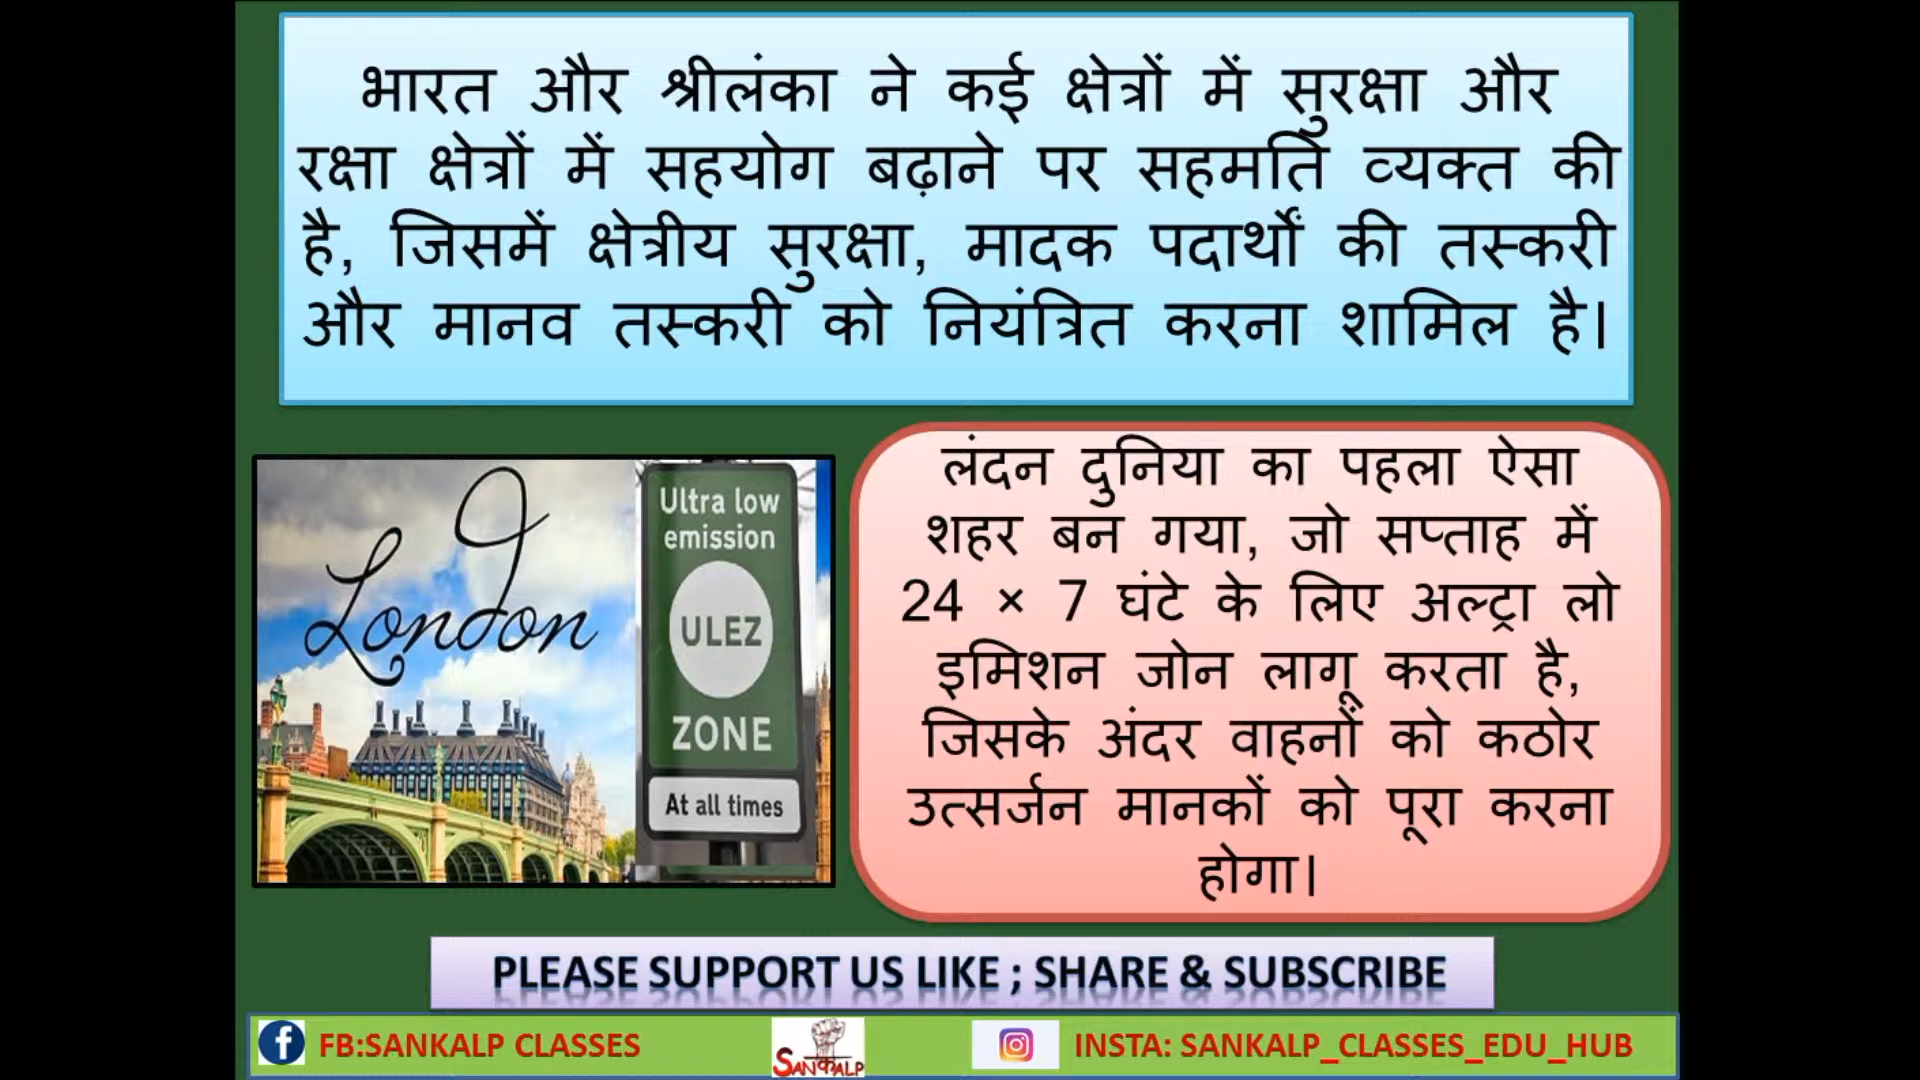 भारत और श्रीलंका ने कई क्षेत्रों में सुरक्षा और
रक्षा क्षेत्रों में सहयोग बढ़ाने पर सहमति व्यक्त की
है, जिसमें क्षेत्रीय सुरक्षा, मादक पदार्थों की तस्करी
और मानव तस्करी को नियंत्रित करना शामिल है।
London
Ultra low
emission
ULEZ
ZONE
At all times
लंदन दुनिया का पहला ऐसा
शहर बन गया, जो सप्ताह में
24 × 7 घंटे के लिए अल्ट्रा लो
इमिशन जोन लागू करता है,
जिसके अंदर वाहनों को कठोर
उत्सर्जन मानकों को पूरा करना
होगा।
PLEASE SUPPORT US LIKE ; SHARE & SUBSCRIBE
FB:SANKALP CLASSES
SANकALP
INSTA: SANKALP_CLASSES_EDU_HUB